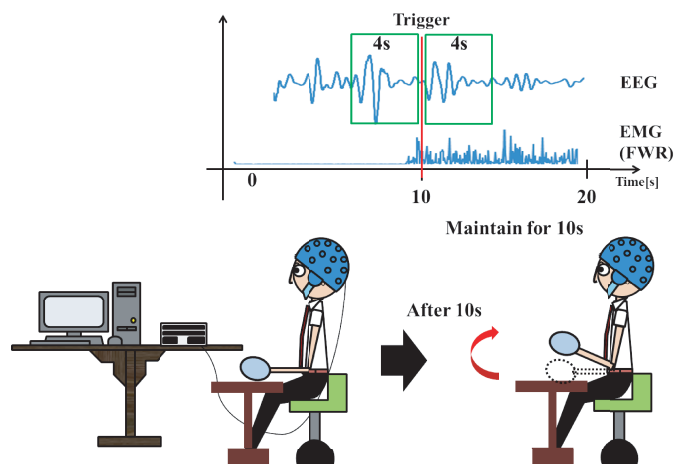 Trigger
4s 4s
EEG
EMG
(FWR)
0 10 20
Time[s]
Maintain for 10s
After 10s